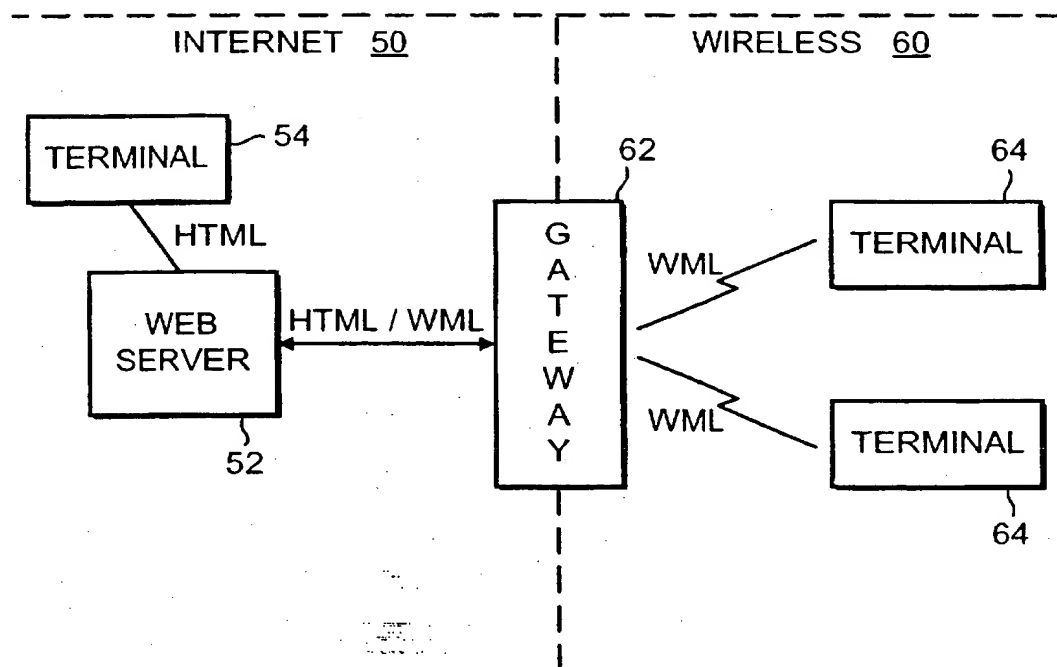 INTERNET 50
WIRELESS 60
TERMINAL
54
HTML
WEB
SERVER
52
HTML / WML
62
GATEWAY
WML
WML
64
TERMINAL
TERMINAL
64